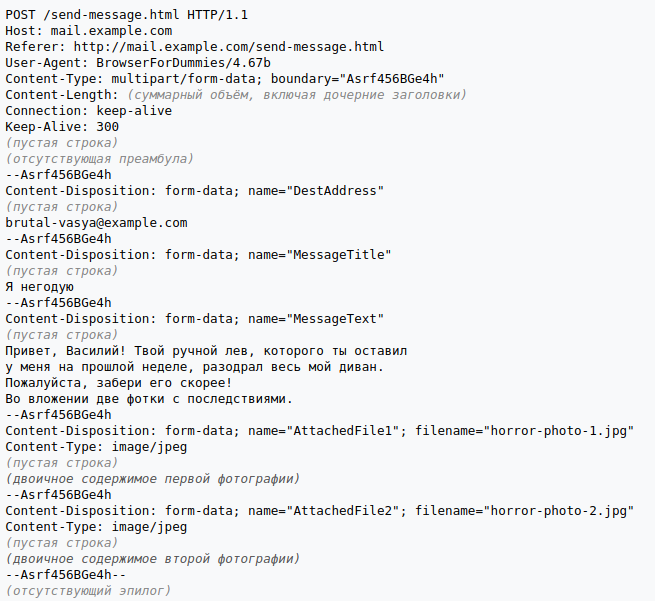 POST /send-message.html HTTP/1.1
Host: mail.example.com
Referer: http://mail.example.com/send-message.html
User-Agent: BrowserForDummies/4.67b
Content-Type: multipart/form-data; boundary="Asrf456BGe4h"
Content-Length: (суммарный объём, включая дочерние заголовки)
Connection: keep-alive
Keep-Alive: 300
(пустая строка)
(отсутствующая преамбула)
--Asrf456BGe4h
Content-Disposition: form-data; name="DestAddress"
(пустая строка)
brutal-vasya@example.com
--Asrf456BGe4h
Content-Disposition: form-data; name="MessageTitle"
(пустая строка)
Я негодую
--Asrf456BGe4h
Content-Disposition: form-data; name="MessageText"
(пустая строка)
Привет, Василий! Твой ручной лев, которого ты оставил
у меня на прошлой неделе, разодрал весь мой диван.
Пожалуйста, забери его скорее!
Во вложении две фотки с последствиями.
--Asrf456BGe4h
Content-Disposition: form-data; name="AttachedFile1"; filename="horror-photo-1.jpg"
Content-Type: image/jpeg
(пустая строка)
(двоичное содержимое первой фотографии)
--Asrf456BGe4h
Content-Disposition: form-data; name="AttachedFile2"; filename="horror-photo-2.jpg"
Content-Type: image/jpeg
(пустая строка)
(двоичное содержимое второй фотографии)
--Asrf456BGe4h--
(отсутствующий эпилог)